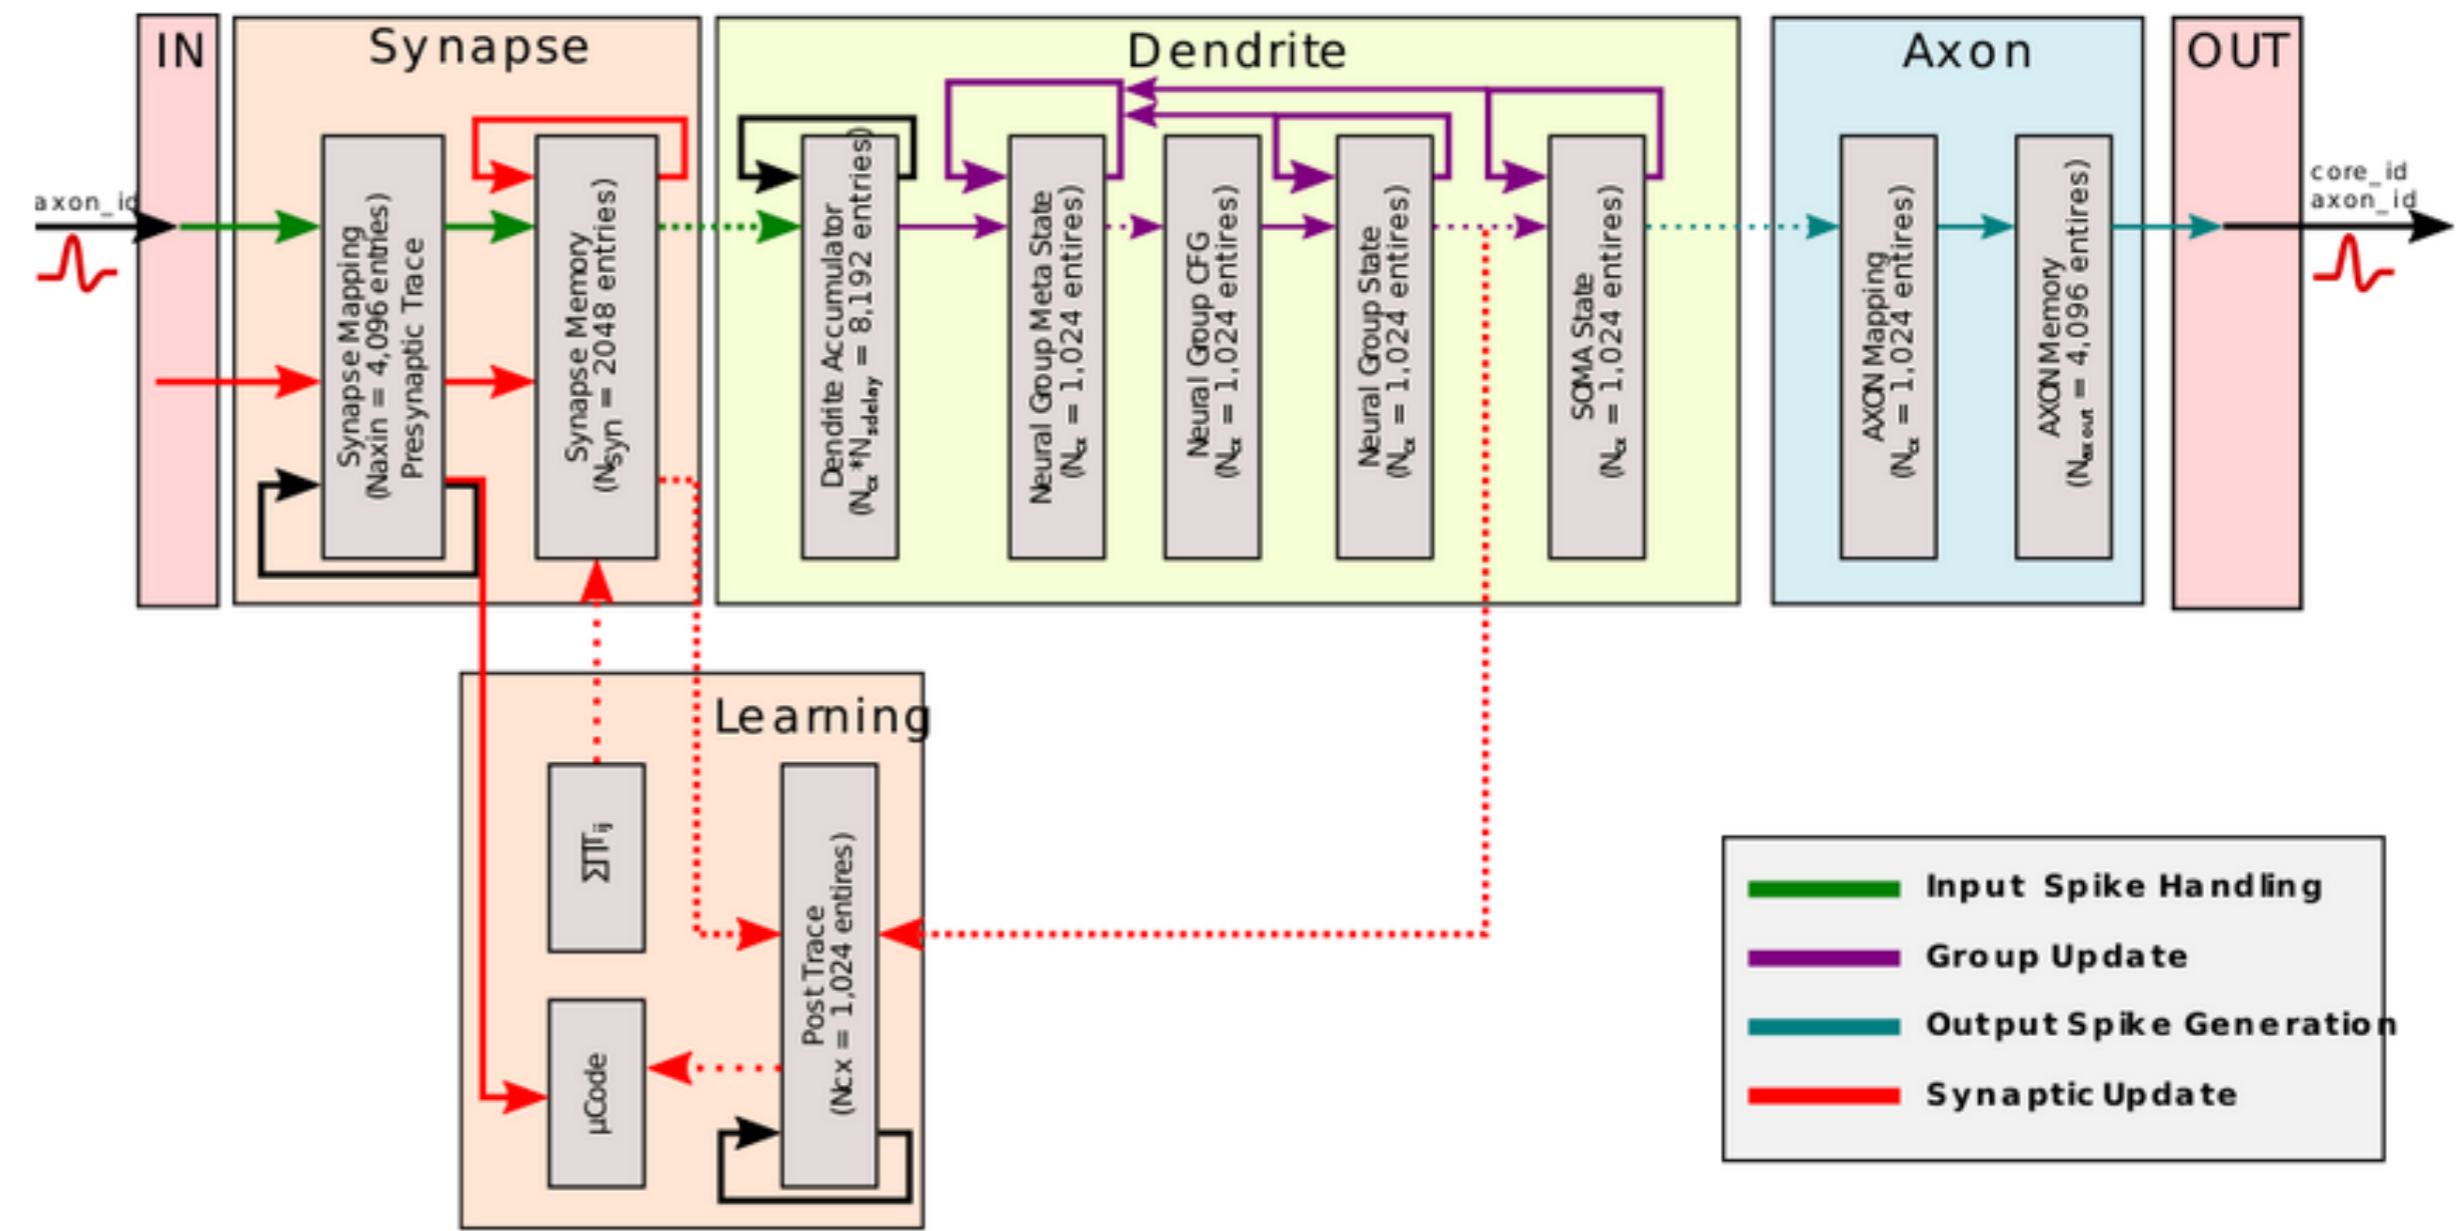 IN
Synapse
Dendrite
Axon
OUT
axon_id
Synapse Mapping
(Naxin = 4,096 entries)
Presynaptic Trace
Synapse Memory
(Nsyn = 2048 entries)
Dendrite Accumulator
(Ncx*Nsdelay = 8,192 entries)
Neural Group Meta State
(Ncx = 1,024 entires)
Neural Group CFG
(Ncx = 1,024 entires)
Neural Group State
(Ncx = 1,024 entires)
SOMA State
(Ncx = 1,024 entires)
AXON Mapping
(Ncx = 1,024 entires)
AXON Memory
(Naxout = 4,096 entires)
core_id
axon_id
Learning
ΣΠTij
µCode
Post Trace
(Ncx = 1,024 entires)
Input Spike Handling
Group Update
Output Spike Generation
Synaptic Update